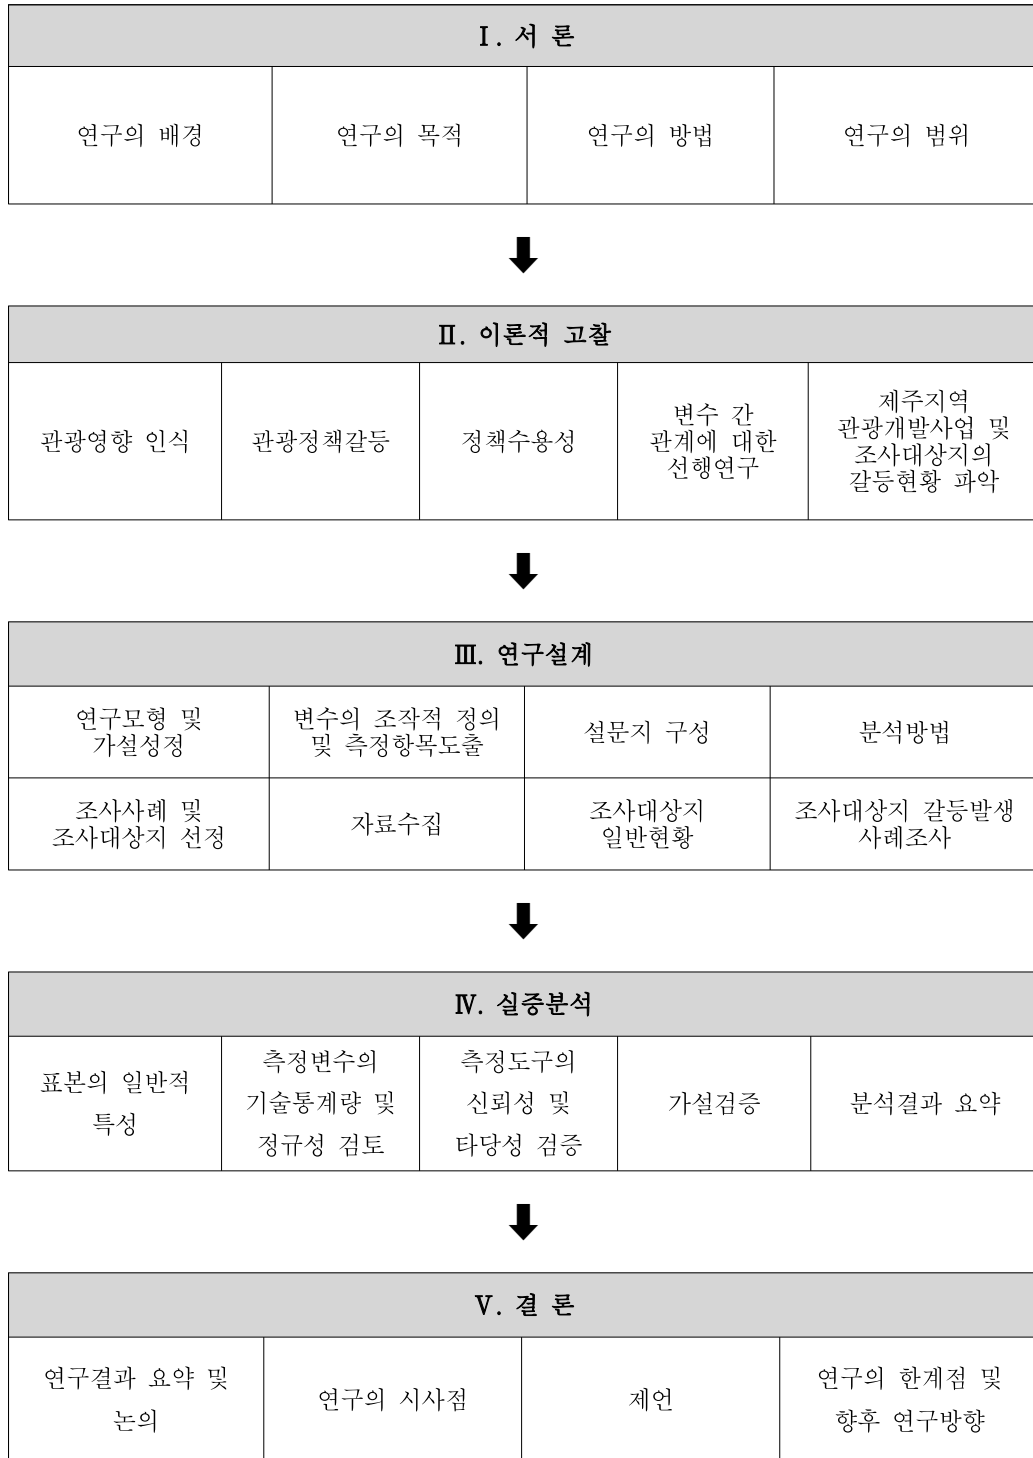 Ⅰ. 서 론
연구의 배경
연구의 목적
연구의 방법
연구의 범위
Ⅱ. 이론적 고찰
관광영향 인식
관광정책갈등
정책수용성
변수 간
관계에 대한
선행연구
제주지역
관광개발사업 및
조사대상지의
갈등현황 파악
Ⅲ. 연구설계
연구모형 및
가설성정
변수의 조작적 정의
및 측정항목도출
설문지 구성
분석방법
조사사례 및
조사대상지 선정
자료수집
조사대상지
일반현황
조사대상지 갈등발생
사례조사
Ⅳ. 실증분석
표본의 일반적
특성
측정변수의
기술통계량 및
정규성 검토
측정도구의
신뢰성 및
타당성 검증
가설검증
분석결과 요약
Ⅴ. 결 론
연구결과 요약 및
논의
연구의 시사점
제언
연구의 한계점 및
향후 연구방향